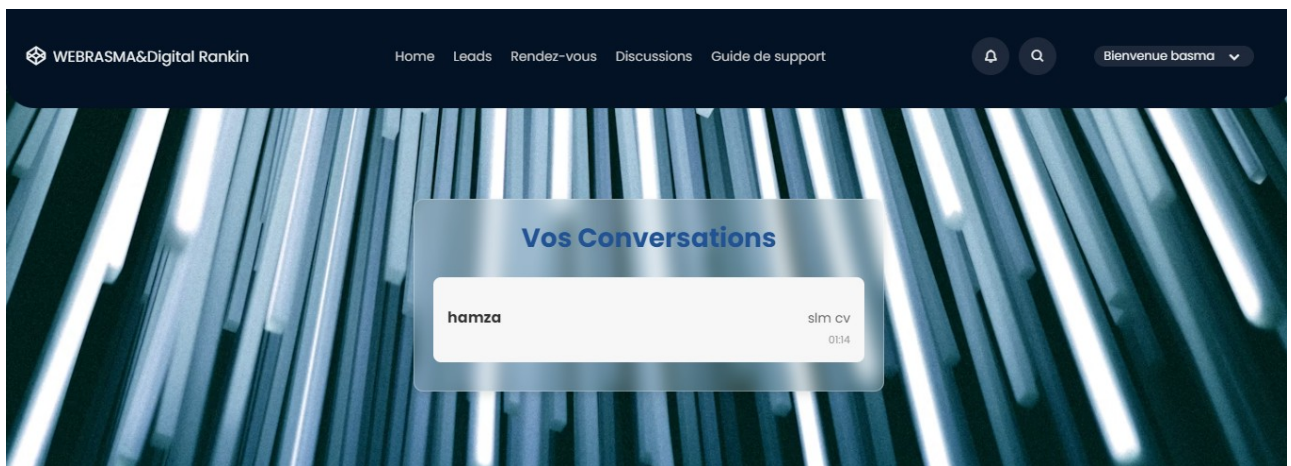 WEBRASMA&Digital Rankin
Home Leads Rendez-vous Discussions Guide de support
Bienvenue basma
Vos Conversations
hamza
slm cv
01:14